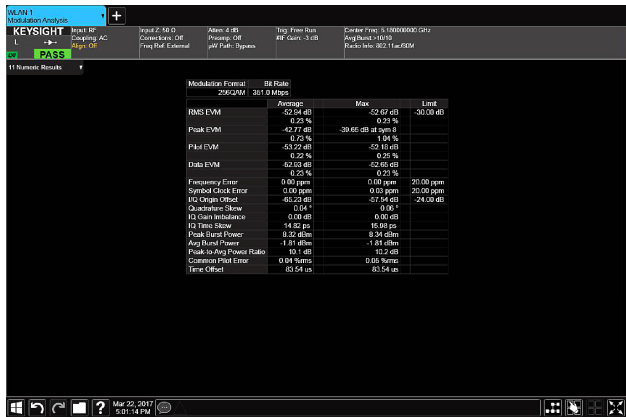 WLAN 1
Modulation Analysis
+
KEYSIGHT Input: RF Input Z: 50 Ω Atten: 4 dB Trig: Free Run Center Freq: 5.180000000 GHz
L Coupling: AC Corrections: Off Preamp: Off #IF Gain: -3 dB Avg|Burst:>10/10
Align: Off Freq Ref: External µW Path: Bypass Radio Info: 802.11ac/80M
PASS
11 Numeric Results
Modulation Format Bit Rate
256QAM 351.0 Mbps
Average Max Limit
RMS EVM -52.94 dB -52.67 dB -30.00 dB
0.23 % 0.23 %
Peak EVM -42.77 dB -39.65 dB at sym 8
0.73 % 1.04 %
Pilot EVM -53.22 dB -52.18 dB
0.22 % 0.25 %
Data EVM -52.93 dB -52.65 dB
0.23 % 0.23 %
Frequency Error 0.00 ppm 0.00 ppm 20.00 ppm
Symbol Clock Error 0.00 ppm 0.03 ppm 20.00 ppm
I/Q Origin Offset -65.23 dB -57.54 dB -24.00 dB
Quadrature Skew 0.04 ° 0.06 °
IQ Gain Imbalance 0.00 dB 0.00 dB
IQ Time Skew 14.82 ps 15.98 ps
Peak Burst Power 8.32 dBm 8.34 dBm
Avg Burst Power -1.81 dBm -1.81 dBm
Peak-to-Avg Power Ratio 10.1 dB 10.2 dB
Common Pilot Error 0.04 %rms 0.05 %rms
Time Offset 83.54 us 83.54 us
? Mar 22, 2017
5:01:14 PM